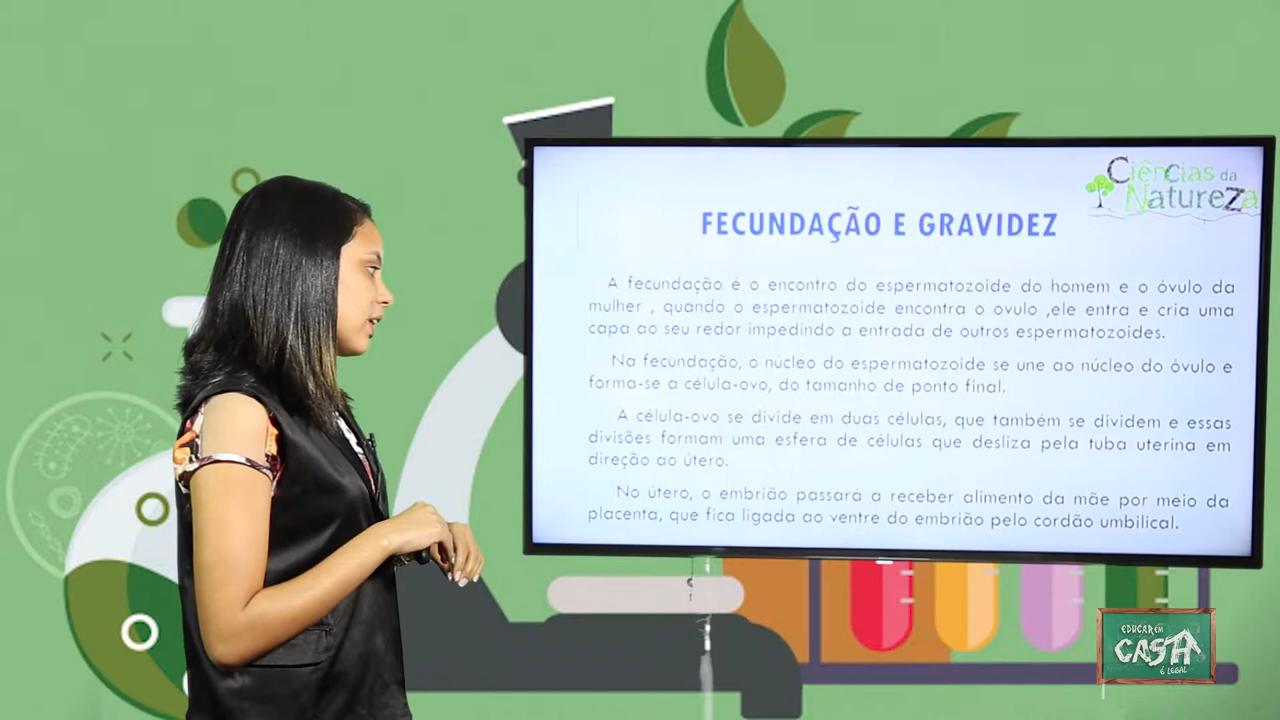 Ciências da
Natureza
FECUNDAÇÃO E GRAVIDEZ
A fecundação é o encontro do espermatozoide do homem e o óvulo da
mulher , quando o espermatozoide encontra o ovulo ,ele entra e cria uma
capa ao seu redor impedindo a entrada de outros espermatozoides.
Na fecundação, o núcleo do espermatozoide se une ao núcleo do óvulo e
forma-se a célula-ovo, do tamanho de ponto final.
A célula-ovo se divide em duas células, que também se dividem e essas
divisões formam uma esfera de células que desliza pela tuba uterina em
direção ao útero.
No útero, o embrião passará a receber alimento da mãe por meio da
placenta, que fica ligada ao ventre do embrião pelo cordão umbilical.
EDUCAR EM
CASA
É LEGAL